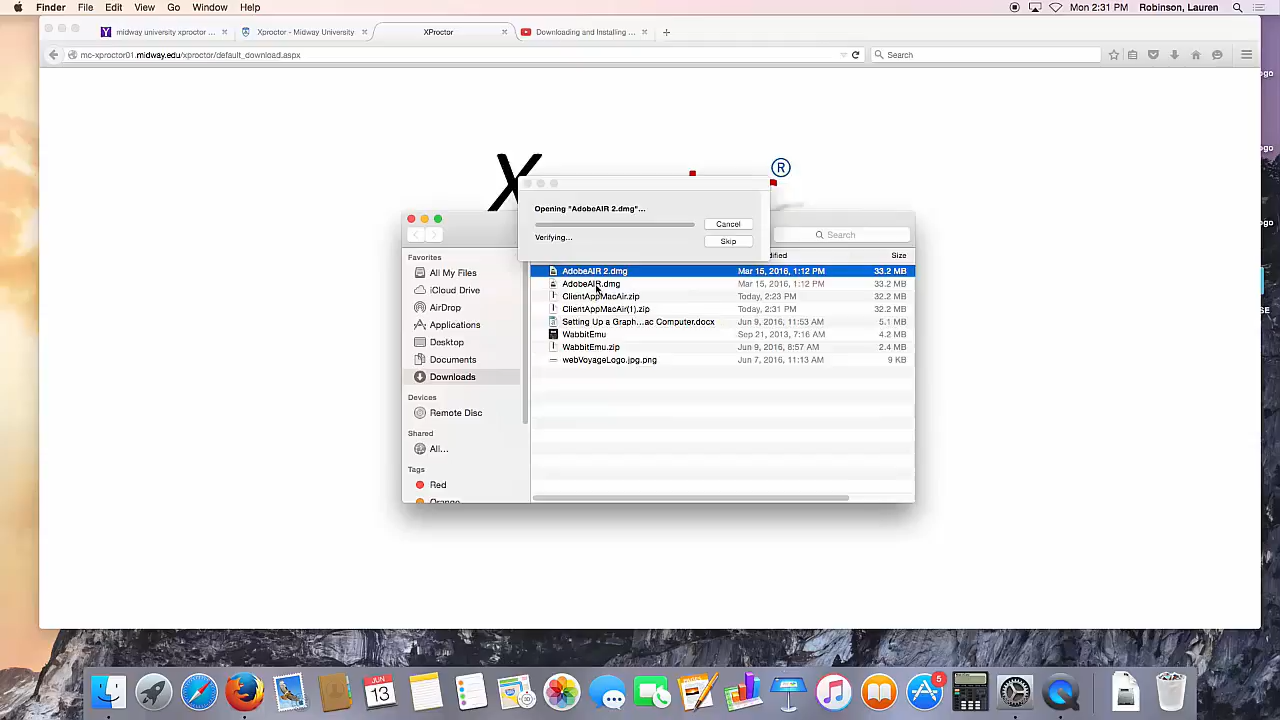 Finder File Edit View Go Window Help Mon 2:31 PM Robinson, Lauren
midway university xproctor ... Xproctor - Midway University XProctor Downloading and Installing ...
mc-xproctor01.midway.edu/xproctor/default_download.aspx Search
X ®
Opening "AdobeAIR 2.dmg"...
Cancel
Verifying...
Skip
Search
Favorites
All My Files
iCloud Drive
AirDrop
Applications
Desktop
Documents
Downloads
Devices
Remote Disc
Shared
All...
Tags
Red
Orange
dified Size
AdobeAIR 2.dmg Mar 15, 2016, 1:12 PM 33.2 MB
AdobeAIR.dmg Mar 15, 2016, 1:12 PM 33.2 MB
ClientAppMacAir.zip Today, 2:23 PM 32.2 MB
ClientAppMacAir(1).zip Today, 2:31 PM 32.2 MB
Setting Up a Graph...ac Computer.docx Jun 9, 2016, 11:53 AM 5.1 MB
WabbitEmu Sep 21, 2013, 7:16 AM 4.2 MB
WabbitEmu.zip Jun 9, 2016, 8:57 AM 2.4 MB
webVoyageLogo.jpg.png Jun 7, 2016, 11:13 AM 9 KB
ogo
ogo
ogo
SE
JUN
13
5